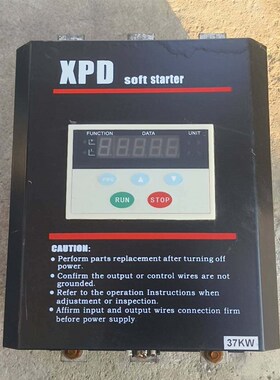 XPD soft starter
FUNCTION DATA UNIT
RUN STOP
CAUTION:
• Perform parts replacement after turning off
power.
• Confirm the output or control wires are not
grounded.
• Refer to the operation Instructions when
adjustment or inspection.
• Affirm input and output wires connection firm
before power supply
37KW